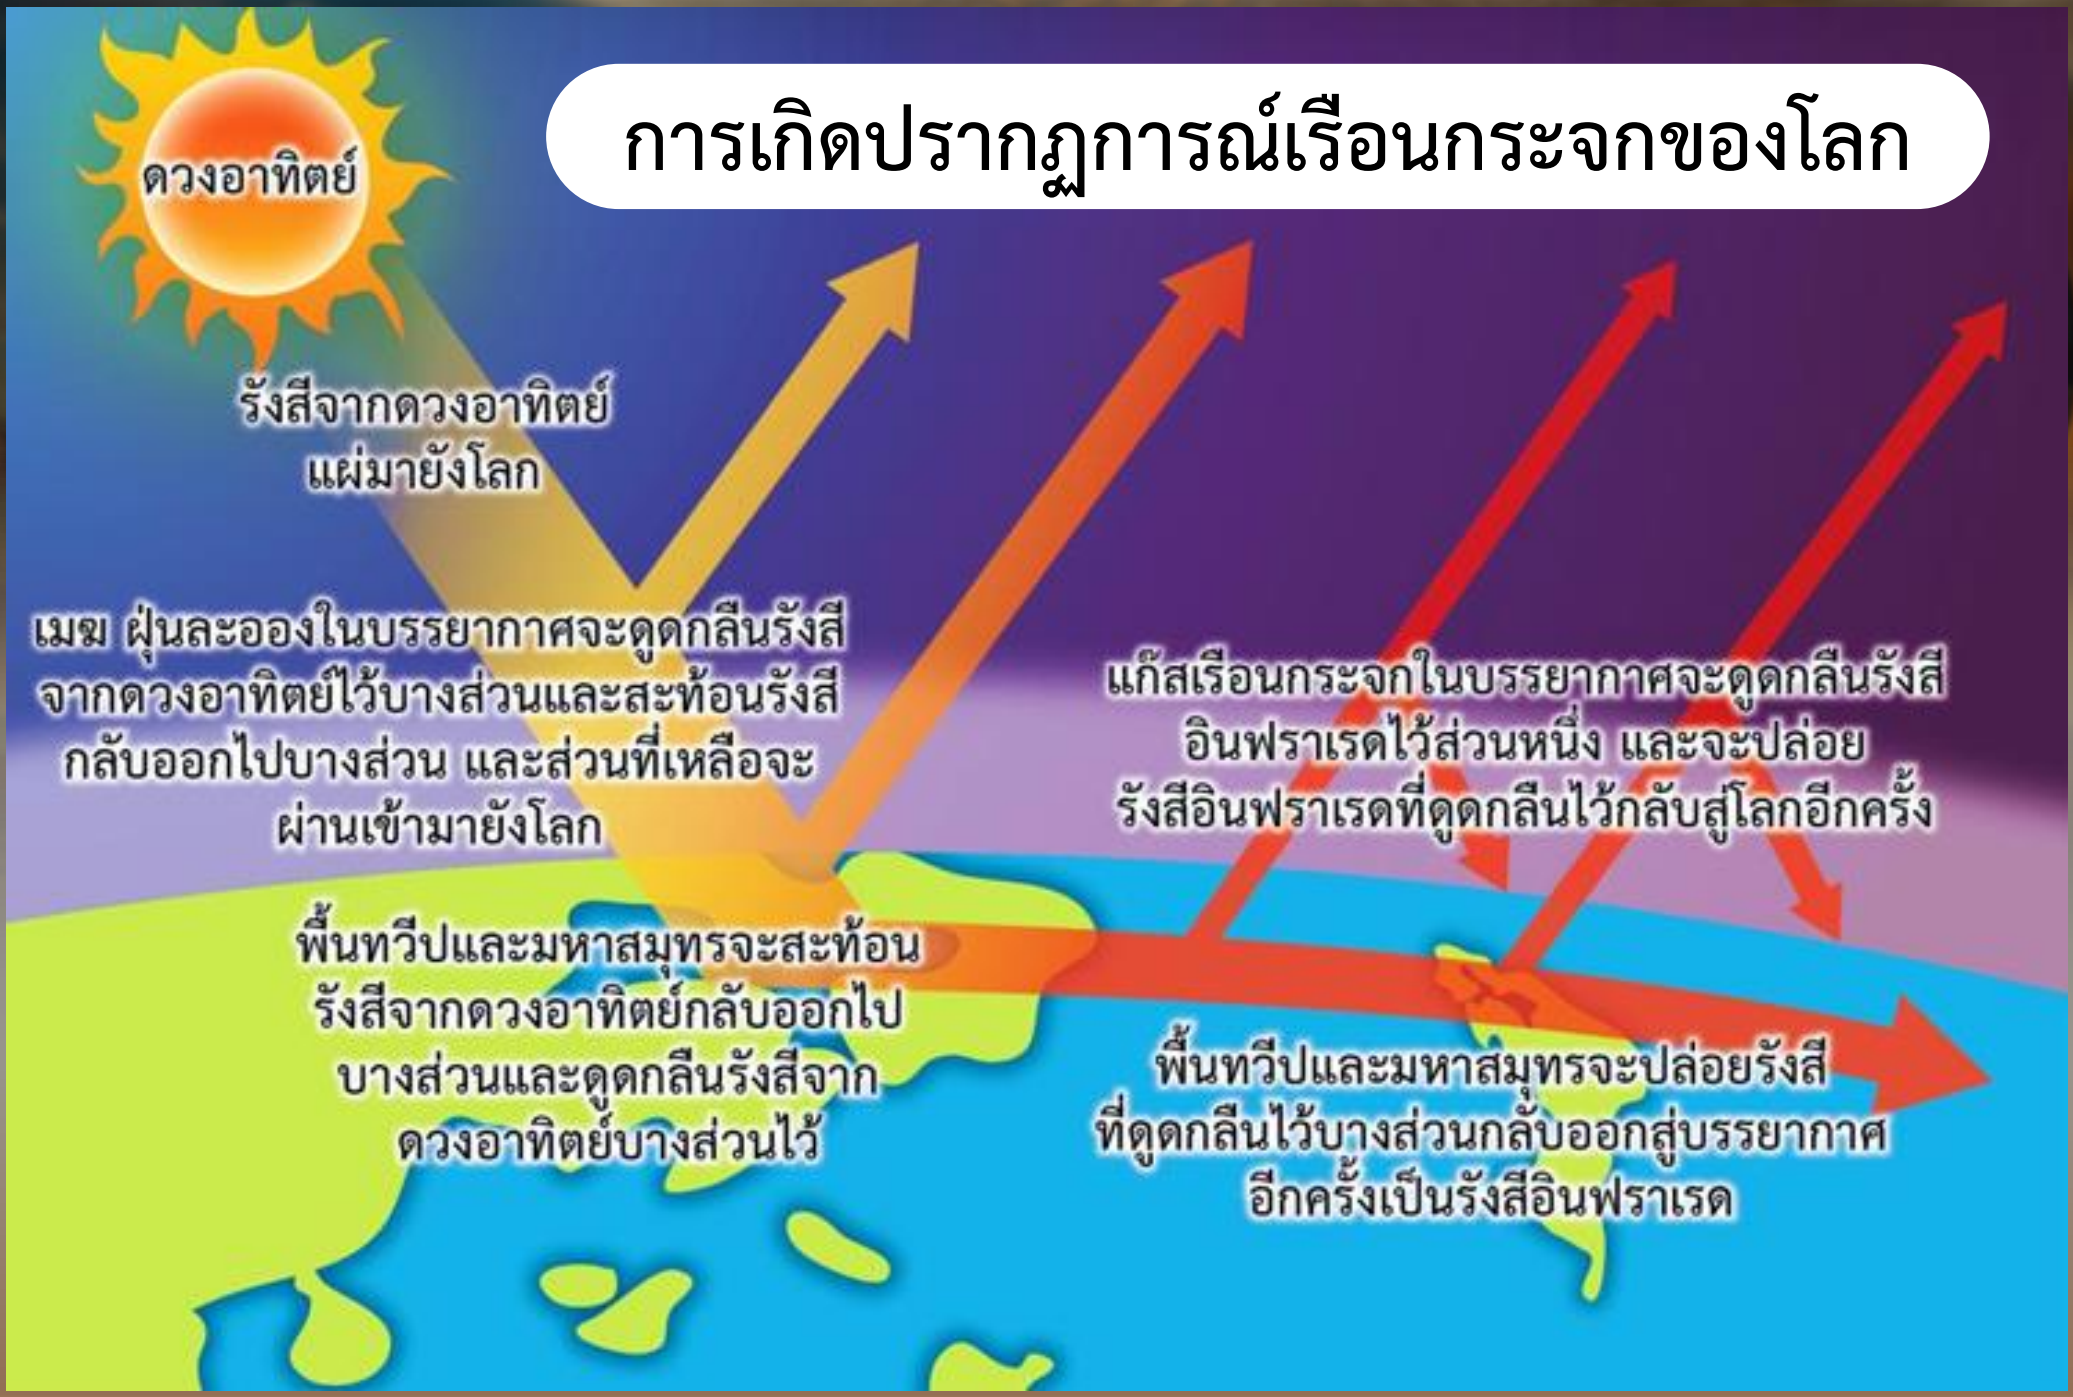 การเกิดปรากฏการณ์เรือนกระจกของโลก
ดวงอาทิตย์
รังสีจากดวงอาทิตย์
แผ่มายังโลก
เมฆ ฝุ่นละอองในบรรยากาศจะดูดกลืนรังสี
จากดวงอาทิตย์ไว้บางส่วนและสะท้อนรังสี
กลับออกไปบางส่วน และส่วนที่เหลือจะ
ผ่านเข้ามายังโลก
แก๊สเรือนกระจกในบรรยากาศจะดูดกลืนรังสี
อินฟราเรดไว้ส่วนหนึ่ง และจะปล่อย
รังสีอินฟราเรดที่ดูดกลืนไว้กลับสู่โลกอีกครั้ง
พื้นทวีปและมหาสมุทรจะสะท้อน
รังสีจากดวงอาทิตย์กลับออกไป
บางส่วนและดูดกลืนรังสีจาก
ดวงอาทิตย์บางส่วนไว้
พื้นทวีปและมหาสมุทรจะปล่อยรังสี
ที่ดูดกลืนไว้บางส่วนกลับออกสู่บรรยากาศ
อีกครั้งเป็นรังสีอินฟราเรด